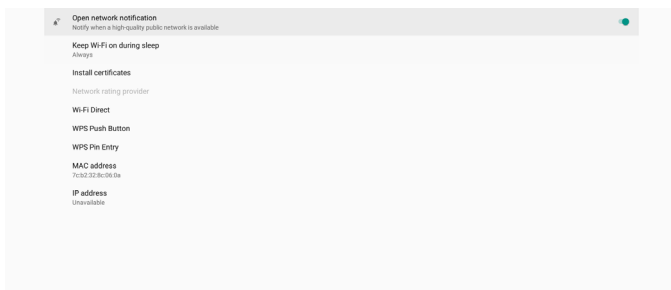 Open network notification
Notify when a high-quality public network is available
Keep Wi-Fi on during sleep
Always
Install certificates
Network rating provider
Wi-Fi Direct
WPS Push Button
WPS Pin Entry
MAC address
7c:b2:32:8c:06:0a
IP address
Unavailable